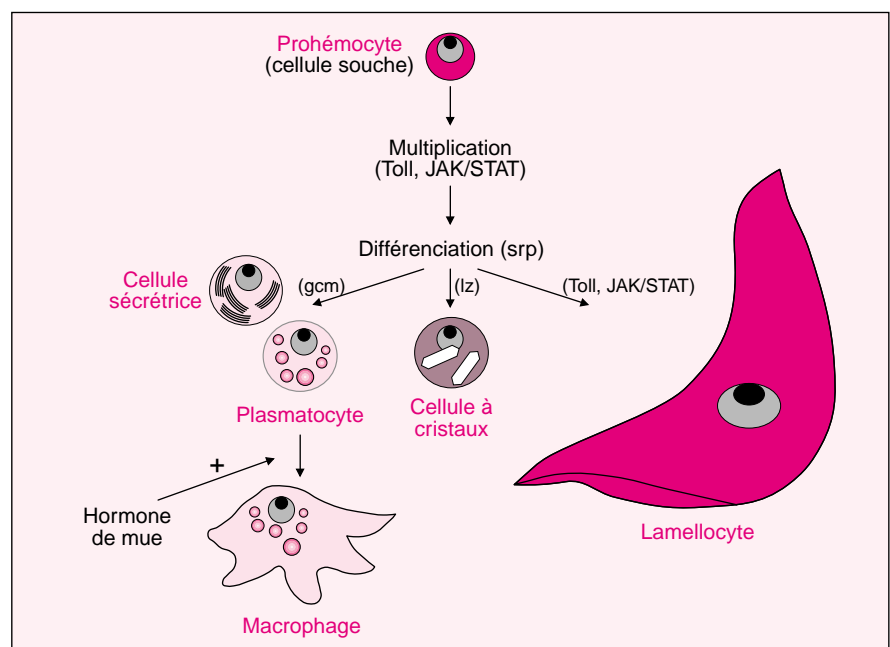 Prohémocyte
(cellule souche)
Multiplication
(Toll, JAK/STAT)
Différenciation (srp)
Cellule
sécrétrice
(gcm)
(lz)
(Toll, JAK/STAT)
Plasmatocyte
Cellule à
cristaux
+
Hormone
de mue
Lamellocyte
Macrophage